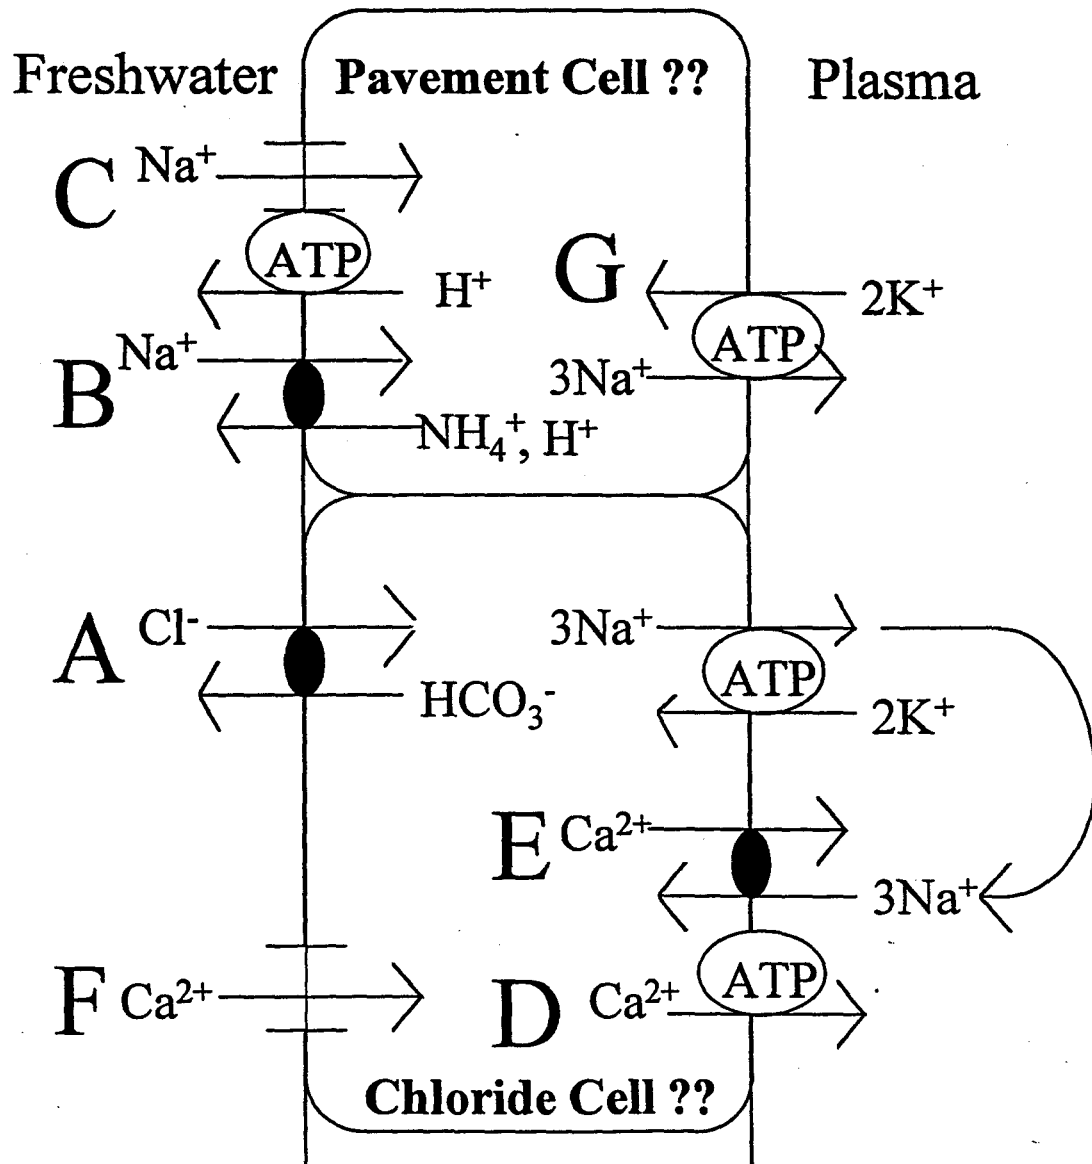 Freshwater Pavement Cell ?? Plasma
C Na⁺
ATP
H⁺
G 2K⁺
ATP
B Na⁺
3Na⁺
NH₄⁺, H⁺
A Cl⁻
3Na⁺
ATP
HCO₃⁻
2K⁺
E Ca²⁺
3Na⁺
ATP
F Ca²⁺
D Ca²⁺
Chloride Cell ??